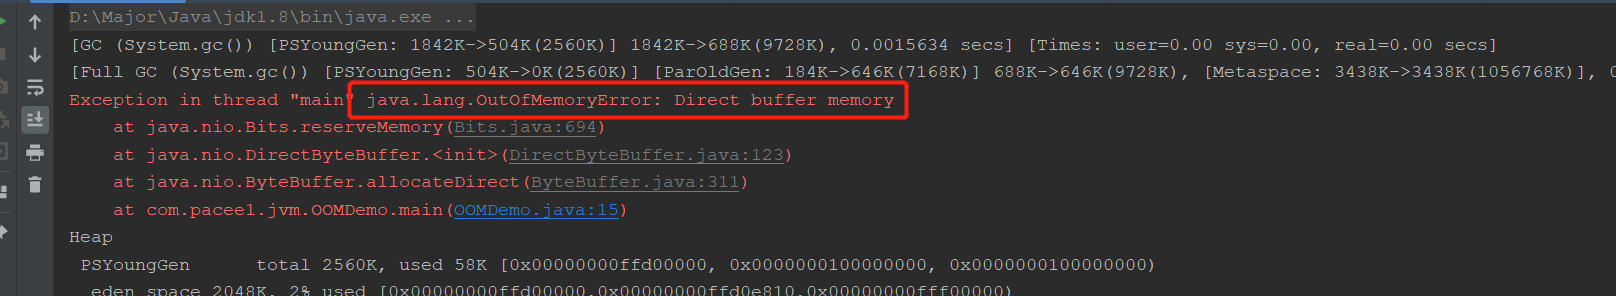 D:\Major\Java\jdk1.8\bin\java.exe ...
[GC (System.gc()) [PSYoungGen: 1842K->504K(2560K)] 1842K->688K(9728K), 0.0015634 secs] [Times: user=0.00 sys=0.00, real=0.00 secs]
[Full GC (System.gc()) [PSYoungGen: 504K->0K(2560K)] [ParOldGen: 184K->646K(7168K)] 688K->646K(9728K), [Metaspace: 3438K->3438K(1056768K)], 0
Exception in thread "main" java.lang.OutOfMemoryError: Direct buffer memory
at java.nio.Bits.reserveMemory(Bits.java:694)
at java.nio.DirectByteBuffer.<init>(DirectByteBuffer.java:123)
at java.nio.ByteBuffer.allocateDirect(ByteBuffer.java:311)
at com.pacee1.jvm.OOMDemo.main(OOMDemo.java:15)
Heap
PSYoungGen      total 2560K, used 58K [0x00000000ffd00000, 0x0000000100000000, 0x0000000100000000)
eden space 2048K, 2% used [0x00000000ffd00000,0x00000000ffd0e810,0x00000000fff00000)